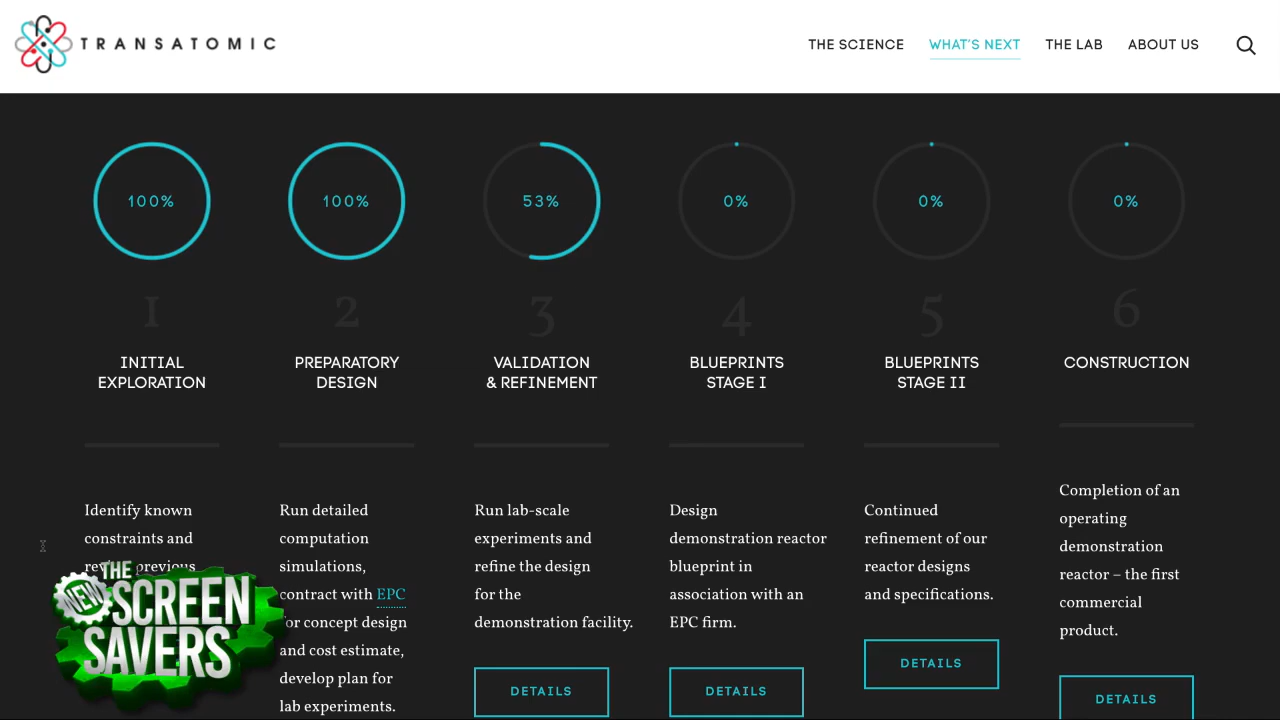 TRANSATOMIC
THE SCIENCE
WHAT'S NEXT
THE LAB
ABOUT US
100%
100%
53%
0%
0%
0%
1
2
3
4
5
6
INITIAL
EXPLORATION
PREPARATORY
DESIGN
VALIDATION
& REFINEMENT
BLUEPRINTS
STAGE I
BLUEPRINTS
STAGE II
CONSTRUCTION
Identify known
constraints and
previous
Run detailed
computation
simulations,
contract with EPC
for concept design
and cost estimate,
develop plan for
lab experiments.
Run lab-scale
experiments and
refine the design
for the
demonstration facility.
DETAILS
Design
demonstration reactor
blueprint in
association with an
EPC firm.
DETAILS
Continued
refinement of our
reactor designs
and specifications.
DETAILS
Completion of an
operating
demonstration
reactor – the first
commercial
product.
DETAILS
THE
NEW
SCREEN
SAVERS